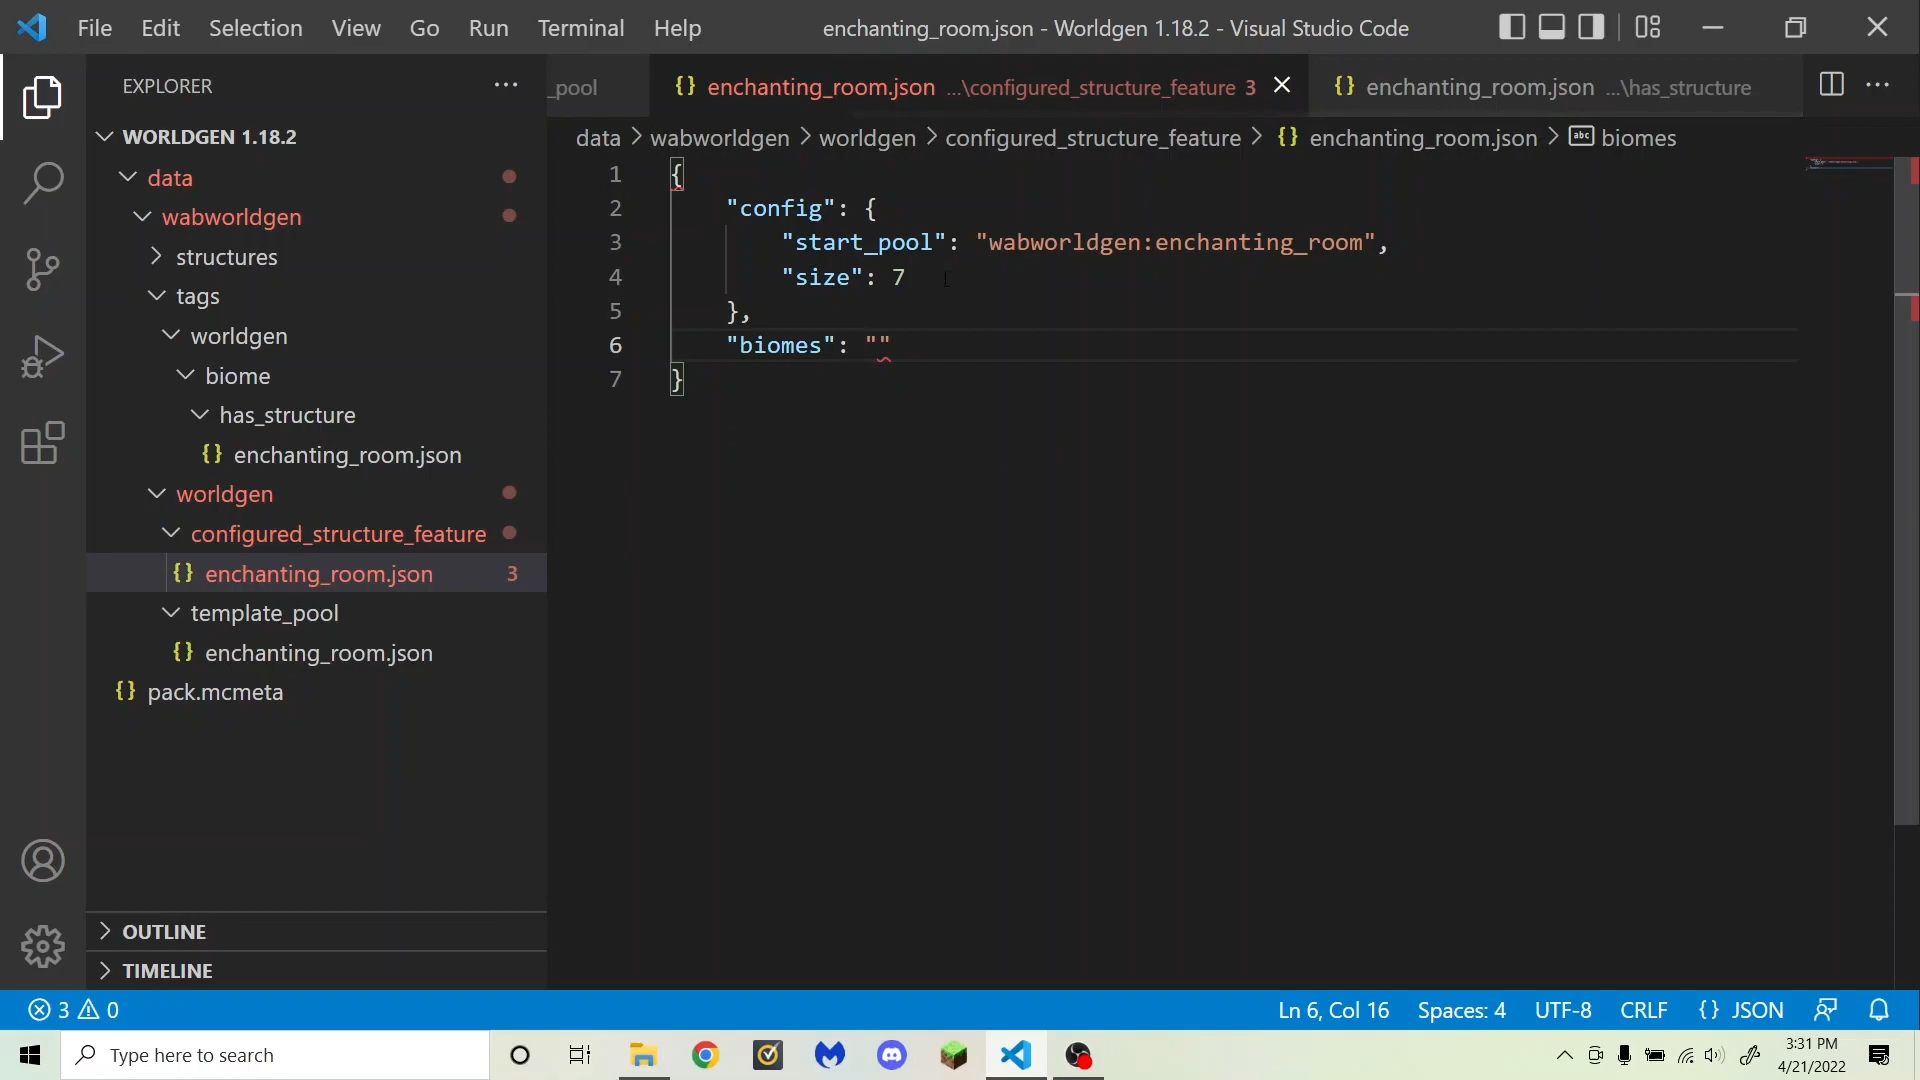 File Edit Selection View Go Run Terminal Help enchanting_room.json - Worldgen 1.18.2 - Visual Studio Code
EXPLORER
_pool
enchanting_room.json ...\configured_structure_feature 3
enchanting_room.json ...\has_structure
data > wabworldgen > worldgen > configured_structure_feature > {} enchanting_room.json > abc biomes
WORLDGEN 1.18.2
data
wabworldgen
structures
tags
worldgen
biome
has_structure
{} enchanting_room.json
worldgen
configured_structure_feature
{} enchanting_room.json 3
template_pool
{} enchanting_room.json
{} pack.mcmeta
OUTLINE
TIMELINE
1 {
2 "config": {
3 "start_pool": "wabworldgen:enchanting_room",
4 "size": 7
5 },
6 "biomes": ""
7 }
3 0 Ln 6, Col 16 Spaces: 4 UTF-8 CRLF {} JSON
Type here to search
3:31 PM
4/21/2022